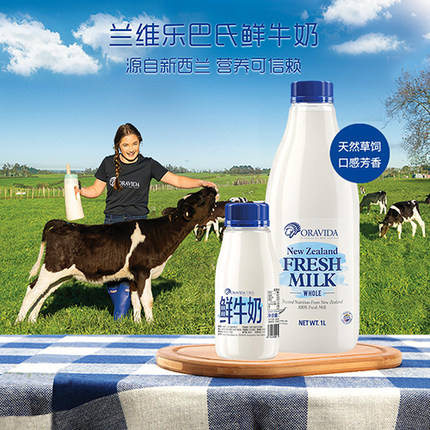 兰维乐巴氏鲜牛奶
源自新西兰 营养可信赖
天然草饲
口感芳香
ORAVIDA
New Zealand
FRESH
MILK
WHOLE
100% Fresh Milk
NET WT. 1L
ORAVIDA
鲜牛奶